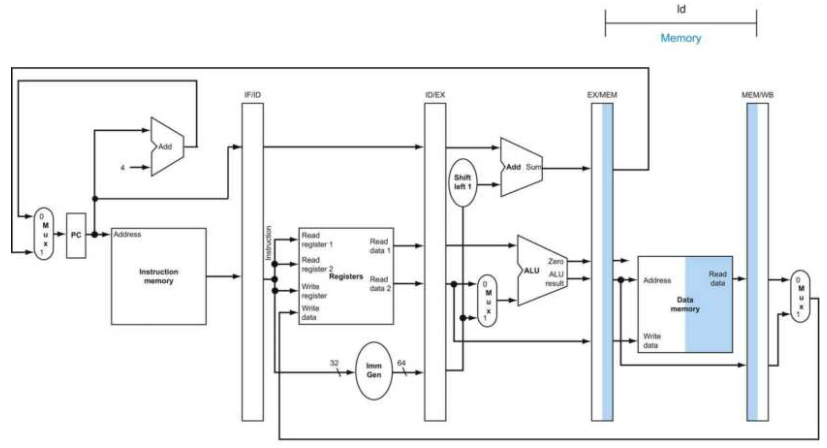 ld
Memory
IF/ID
ID/EX
EX/MEM
MEM/WB
Add
4
Add Sum
Shift
left 1
0
M
u
x
1
PC
Address
Instruction
memory
Instruction
Read
register 1
Read
data 1
Read
register 2
Registers
Read
data 2
Write
register
Write
data
0
M
u
x
1
Zero
ALU
ALU
result
Address
Read
data
Data
memory
Write
data
0
M
u
x
1
32
Imm
Gen
64